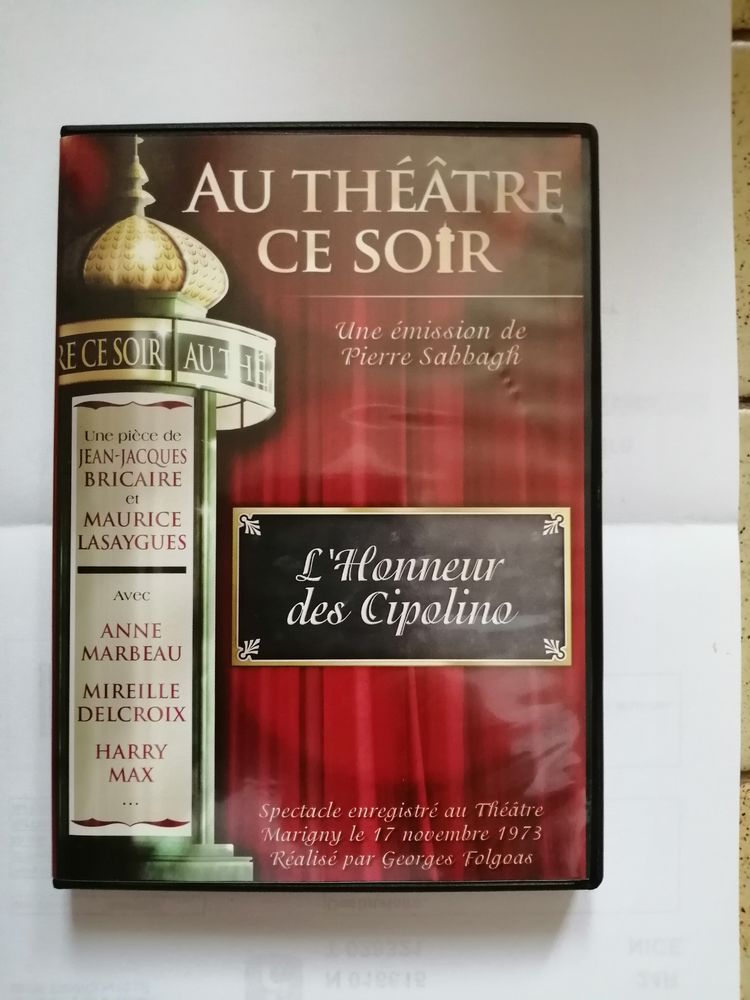 AU THÉÂTRE
CE SOIR
Une émission de
Pierre Sabbagh
RE CE SOIR AU THÉ
Une pièce de
JEAN-JACQUES
BRICAIRE
et
MAURICE
LASAYGUES
Avec
ANNE
MARBEAU
MIREILLE
DELCROIX
HARRY
MAX
...
L'Honneur
des Cipolino
Spectacle enregistré au Théâtre
Marigny le 17 novembre 1973
Réalisé par Georges Folgoas